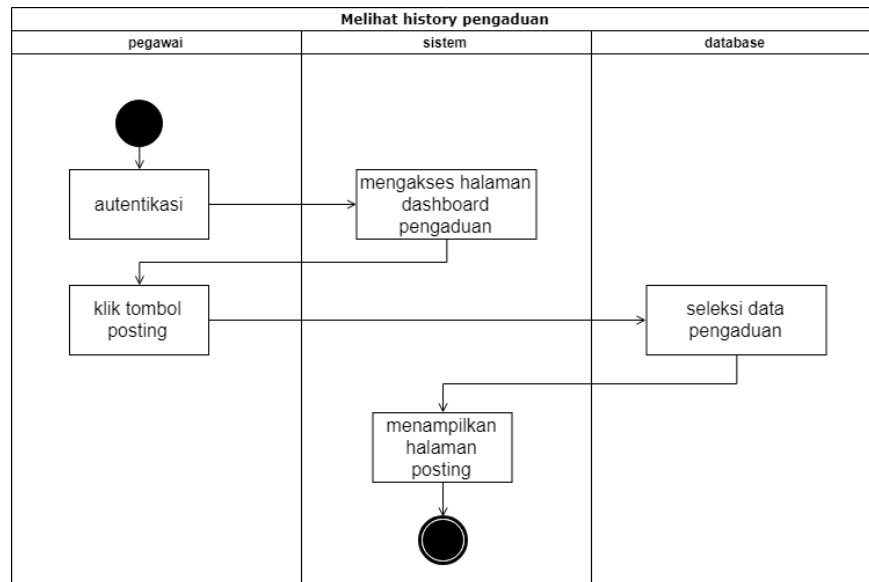 Melihat history pengaduan
pegawai
sistem
database
autentikasi
mengakses halaman
dashboard
pengaduan
klik tombol
posting
seleksi data
pengaduan
menampilkan
halaman
posting